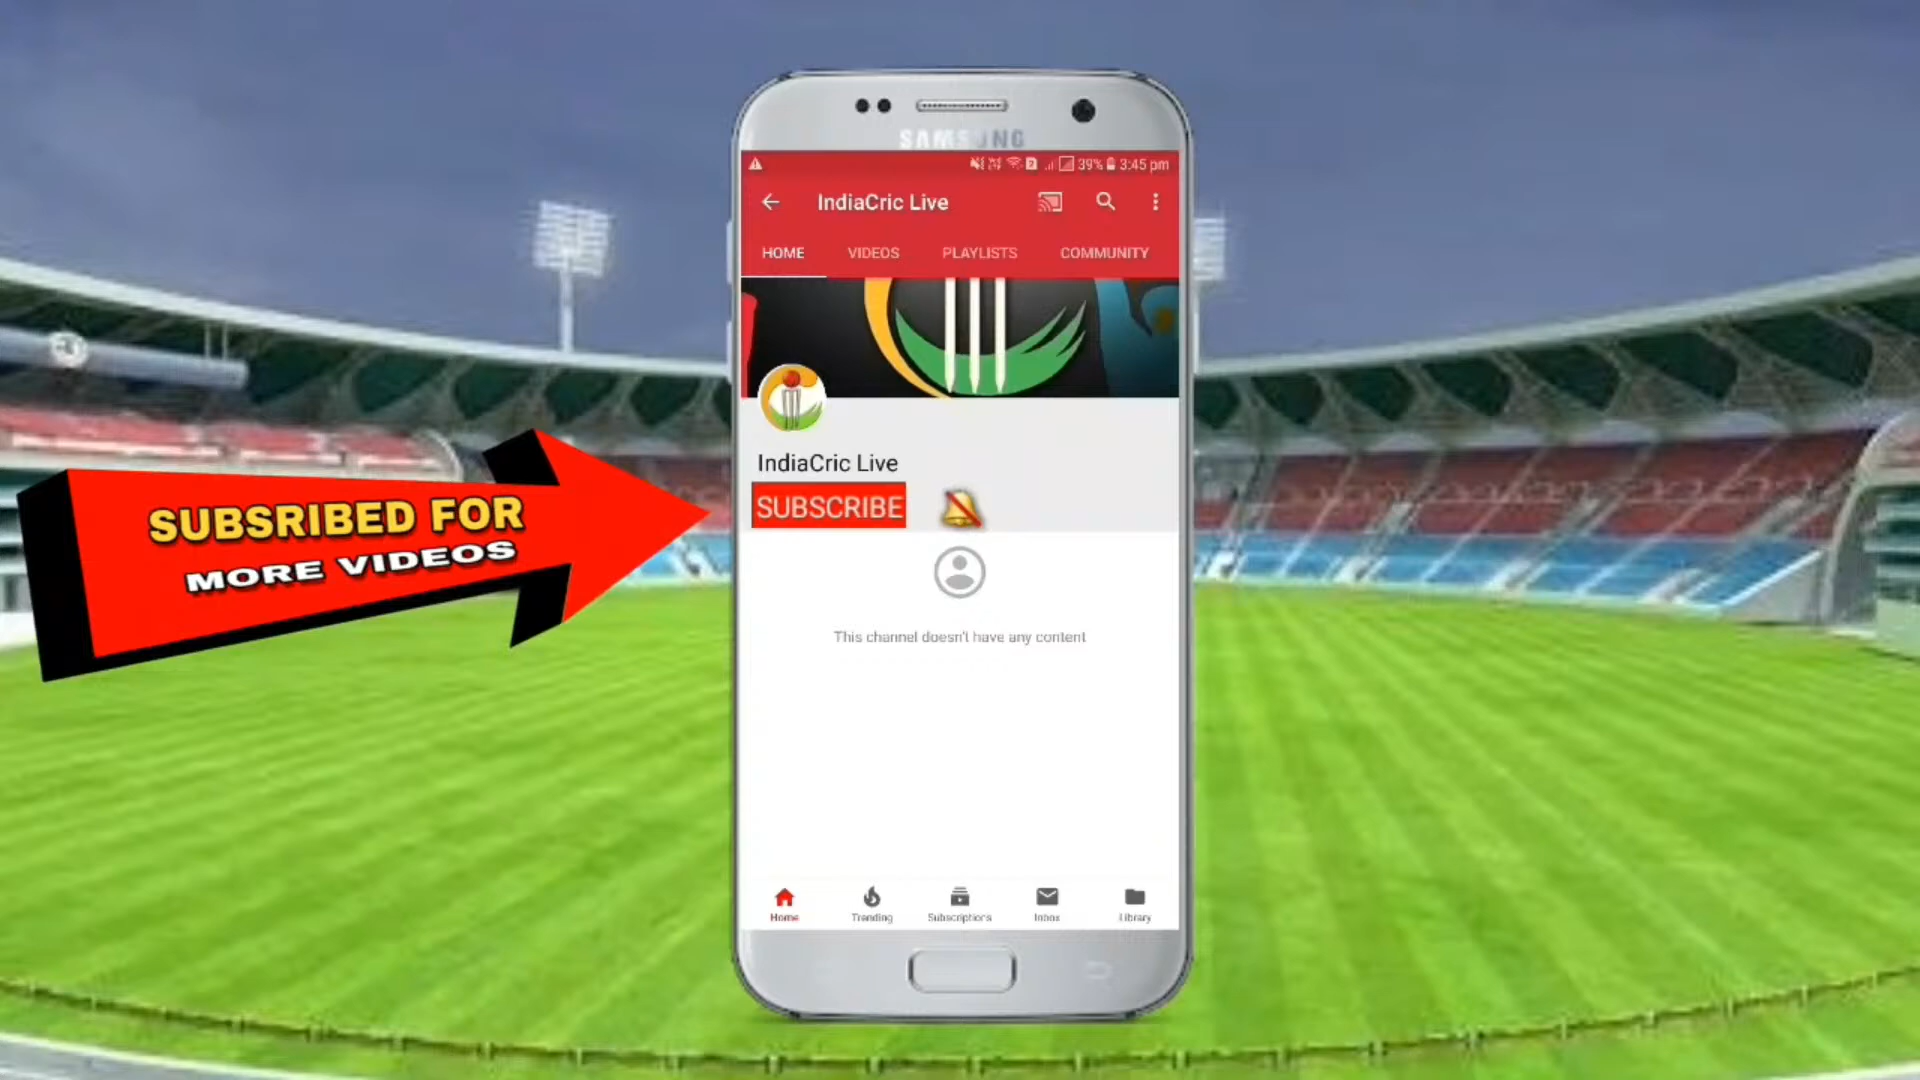 SAMSUNG
39% 3:45 pm
IndiaCric Live
HOME VIDEOS PLAYLISTS COMMUNITY
IndiaCric Live
SUBSCRIBE
SUBSRIBED FOR
MORE VIDEOS
This channel doesn't have any content
Home Trending Subscriptions Inbox Library